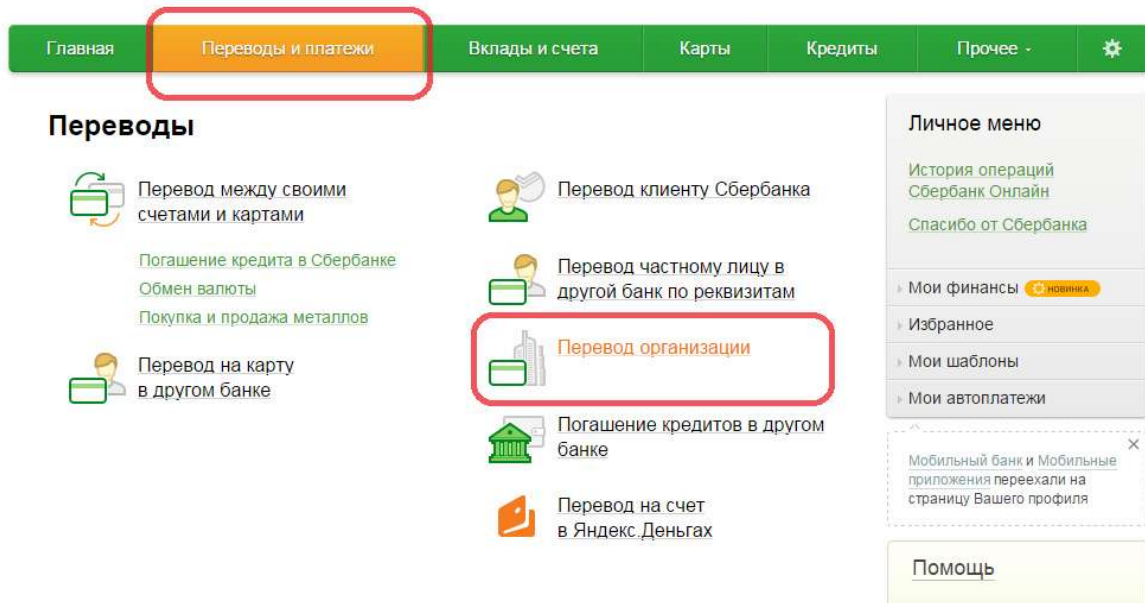 Главная
Переводы и платежи
Вклады и счета
Карты
Кредиты
Прочее
Переводы
Перевод между своими
счетами и картами
Погашение кредита в Сбербанке
Обмен валюты
Покупка и продажа металлов
Перевод на карту
в другом банке
Перевод клиенту Сбербанка
Перевод частному лицу в
другой банк по реквизитам
Перевод организации
Погашение кредитов в другом
банке
Перевод на счет
в Яндекс.Деньгах
Личное меню
История операций
Сбербанк Онлайн
Спасибо от Сбербанка
Мои финансы НОВИНКА
Избранное
Мои шаблоны
Мои автоплатежи
Мобильный банк и Мобильные
приложения переехали на
страницу Вашего профиля
Помощь